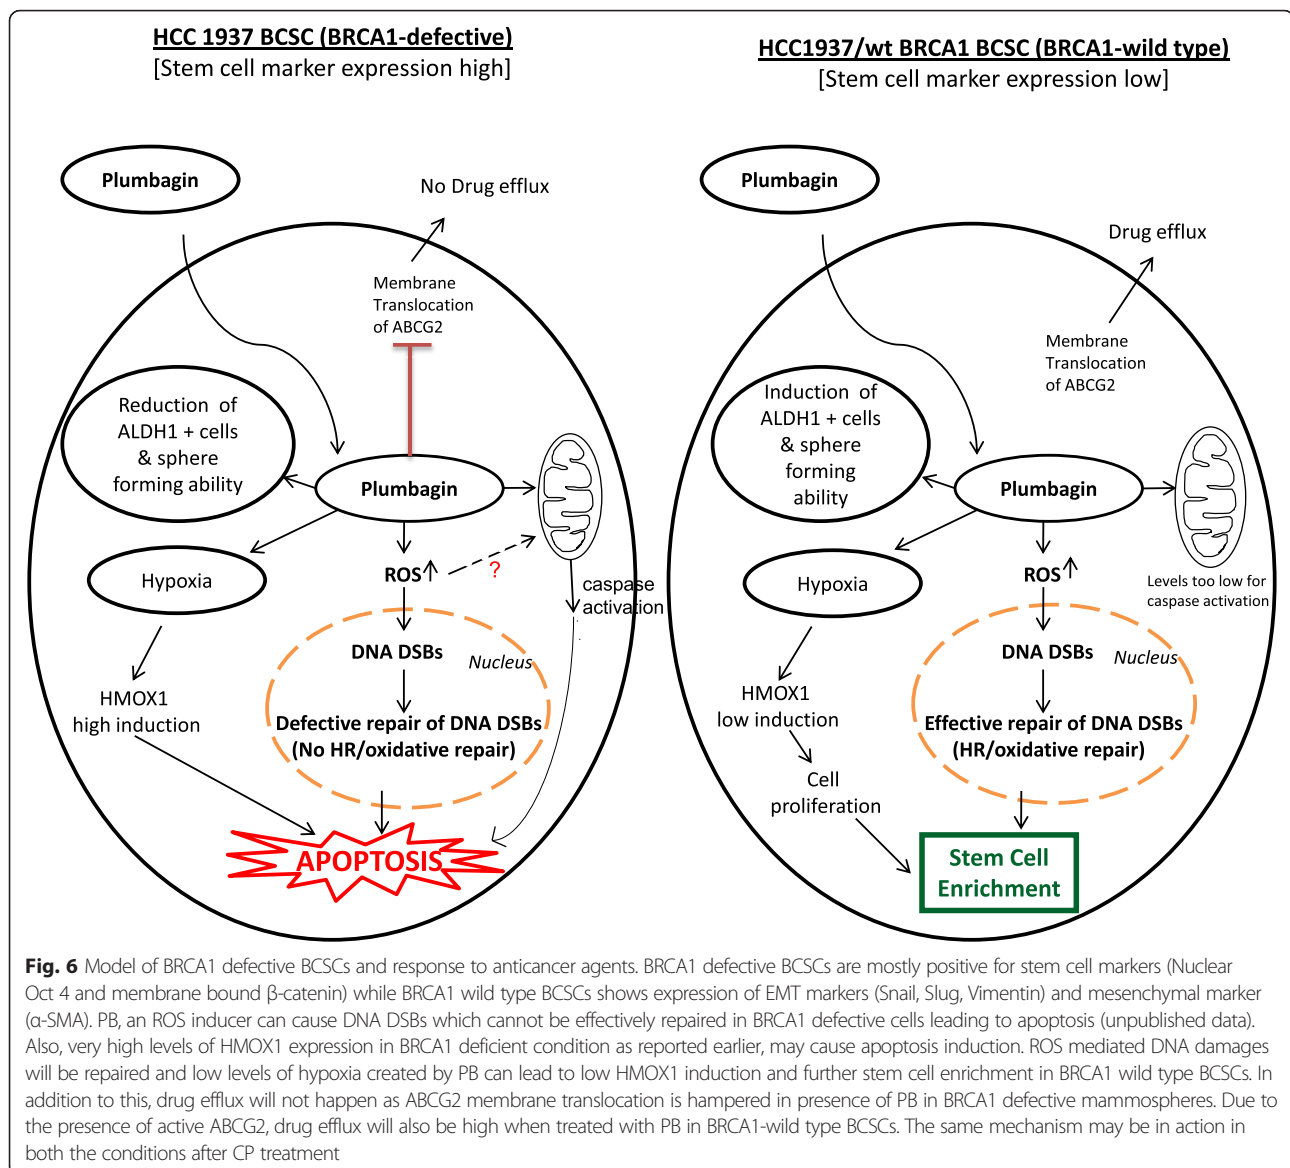 HCC 1937 BCSC (BRCA1-defective)
[Stem cell marker expression high]
Plumbagin
No Drug efflux
Membrane
Translocation
of ABCG2
Reduction of
ALDH1 + cells
& sphere
forming ability
Plumbagin
Hypoxia
ROS
?
caspase
activation
DNA DSBs
Nucleus
HMOX1
high induction
Defective repair of DNA DSBs
(No HR/oxidative repair)
APOPTOSIS
HCC1937/wt BRCA1 BCSC (BRCA1-wild type)
[Stem cell marker expression low]
Plumbagin
Drug efflux
Membrane
Translocation
of ABCG2
Induction of
ALDH1 + cells
& sphere
forming
ability
Plumbagin
Hypoxia
ROS
Levels too low for
caspase activation
DNA DSBs
Nucleus
HMOX1
low induction
Effective repair of DNA DSBs
(HR/oxidative repair)
Cell
proliferation
Stem Cell
Enrichment
Fig. 6 Model of BRCA1 defective BCSCs and response to anticancer agents. BRCA1 defective BCSCs are mostly positive for stem cell markers (Nuclear
Oct 4 and membrane bound β-catenin) while BRCA1 wild type BCSCs shows expression of EMT markers (Snail, Slug, Vimentin) and mesenchymal marker
(α-SMA). PB, an ROS inducer can cause DNA DSBs which cannot be effectively repaired in BRCA1 defective cells leading to apoptosis (unpublished data).
Also, very high levels of HMOX1 expression in BRCA1 deficient condition as reported earlier, may cause apoptosis induction. ROS mediated DNA damages
will be repaired and low levels of hypoxia created by PB can lead to low HMOX1 induction and further stem cell enrichment in BRCA1 wild type BCSCs. In
addition to this, drug efflux will not happen as ABCG2 membrane translocation is hampered in presence of PB in BRCA1 defective mammospheres. Due to
the presence of active ABCG2, drug efflux will also be high when treated with PB in BRCA1-wild type BCSCs. The same mechanism may be in action in
both the conditions after CP treatment